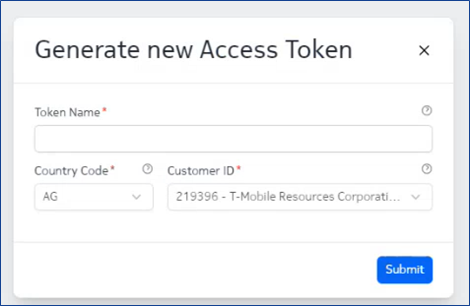 Generate new Access Token
Token Name*
Country Code* Customer ID*
AG 219396 - T-Mobile Resources Corporati...
Submit